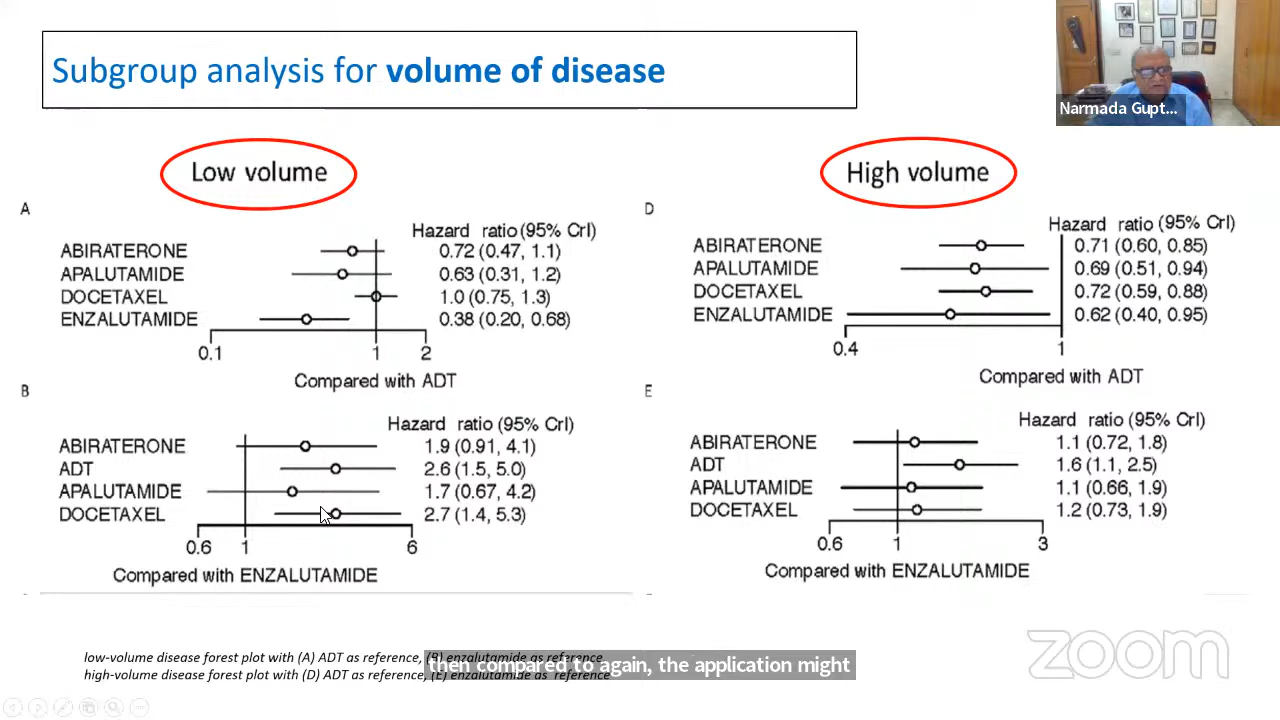 Subgroup analysis for volume of disease
Narmada Gupt...
Low volume
High volume
A
Hazard ratio (95% CrI)
ABIRATERONE 0.72 (0.47, 1.1)
APALUTAMIDE 0.63 (0.31, 1.2)
DOCETAXEL 1.0 (0.75, 1.3)
ENZALUTAMIDE 0.38 (0.20, 0.68)
0.1 1 2
Compared with ADT
B
Hazard ratio (95% CrI)
ABIRATERONE 1.9 (0.91, 4.1)
ADT 2.6 (1.5, 5.0)
APALUTAMIDE 1.7 (0.67, 4.2)
DOCETAXEL 2.7 (1.4, 5.3)
0.6 1 6
Compared with ENZALUTAMIDE
D
Hazard ratio (95% CrI)
ABIRATERONE 0.71 (0.60, 0.85)
APALUTAMIDE 0.69 (0.51, 0.94)
DOCETAXEL 0.72 (0.59, 0.88)
ENZALUTAMIDE 0.62 (0.40, 0.95)
0.4 1
Compared with ADT
E
Hazard ratio (95% CrI)
ABIRATERONE 1.1 (0.72, 1.8)
ADT 1.6 (1.1, 2.5)
APALUTAMIDE 1.1 (0.66, 1.9)
DOCETAXEL 1.2 (0.73, 1.9)
0.6 1 3
Compared with ENZALUTAMIDE
low-volume disease forest plot with (A) ADT as reference, (B) enzalutamide as reference
high-volume disease forest plot with (D) ADT as reference, (E) enzalutamide as reference
then compared to again, the application might
zoom